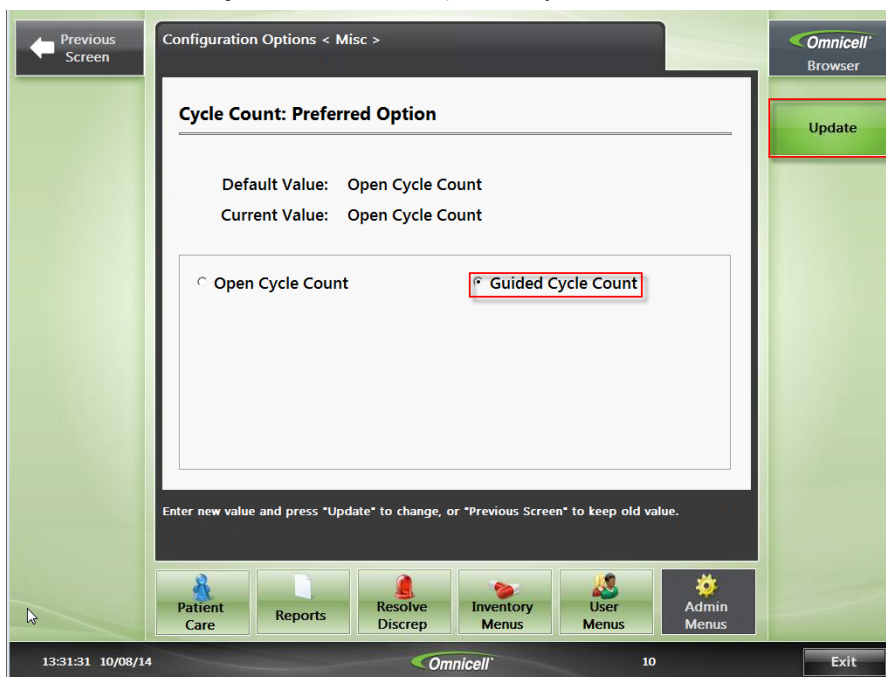 Previous
Screen
Configuration Options < Misc >
Omnicell
Browser
Cycle Count: Preferred Option
Update
Default Value: Open Cycle Count
Current Value: Open Cycle Count
Open Cycle Count
Guided Cycle Count
Enter new value and press "Update" to change, or "Previous Screen" to keep old value.
Patient
Care
Reports
Resolve
Discrep
Inventory
Menus
User
Menus
Admin
Menus
13:31:31 10/08/14
Omnicell
10
Exit